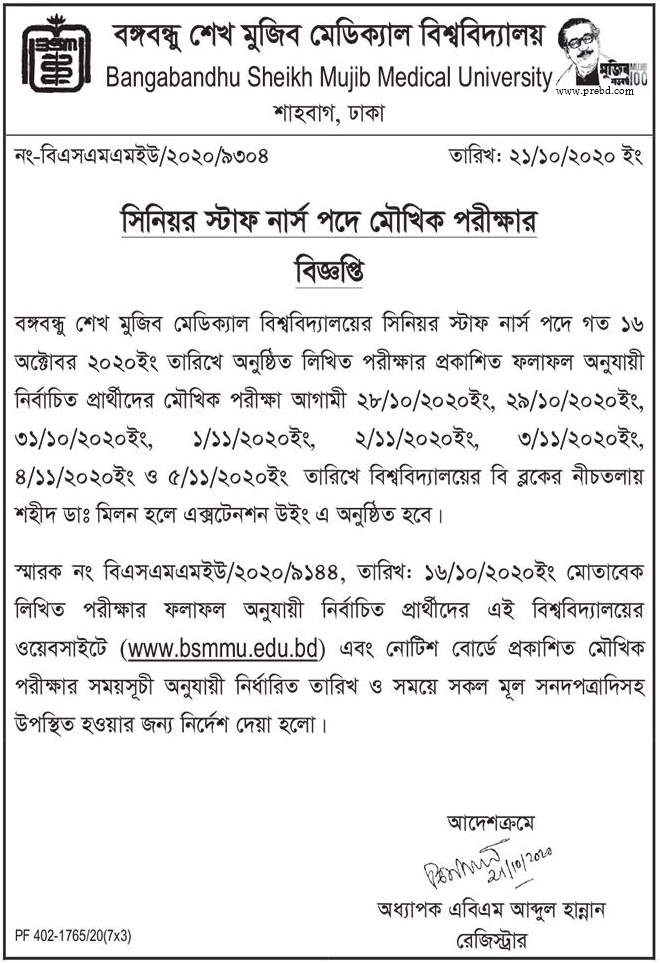 বঙ্গবন্ধু শেখ মুজিব মেডিক্যাল বিশ্ববিদ্যালয়
Bangabandhu Sheikh Mujib Medical University
মুজিব শতবর্ষ 100
www.prebd.com
শাহবাগ, ঢাকা
নং-বিএসএমএমইউ/২০২০/৯৩০৪ তারিখ: ২১/১০/২০২০ ইং
সিনিয়র স্টাফ নার্স পদে মৌখিক পরীক্ষার
বিজ্ঞপ্তি
বঙ্গবন্ধু শেখ মুজিব মেডিক্যাল বিশ্ববিদ্যালয়ের সিনিয়র স্টাফ নার্স পদে গত ১৬
অক্টোবর ২০২০ইং তারিখে অনুষ্ঠিত লিখিত পরীক্ষার প্রকাশিত ফলাফল অনুযায়ী
নির্বাচিত প্রার্থীদের মৌখিক পরীক্ষা আগামী ২৮/১০/২০২০ইং, ২৯/১০/২০২০ইং,
৩১/১০/২০২০ইং, ১/১১/২০২০ইং, ২/১১/২০২০ইং, ৩/১১/২০২০ইং,
৪/১১/২০২০ইং ও ৫/১১/২০২০ইং তারিখে বিশ্ববিদ্যালয়ের বি ব্লকের নীচতলায়
শহীদ ডাঃ মিলন হলে এক্সটেনশন উইং এ অনুষ্ঠিত হবে।
স্মারক নং বিএসএমএমইউ/২০২০/৯১৪৪, তারিখ: ১৬/১০/২০২০ইং মোতাবেক
লিখিত পরীক্ষার ফলাফল অনুযায়ী নির্বাচিত প্রার্থীদের এই বিশ্ববিদ্যালয়ের
ওয়েবসাইটে (www.bsmmu.edu.bd) এবং নোটিশ বোর্ডে প্রকাশিত মৌখিক
পরীক্ষার সময়সূচী অনুযায়ী নির্ধারিত তারিখ ও সময়ে সকল মূল সনদপত্রাদিসহ
উপস্থিত হওয়ার জন্য নির্দেশ দেয়া হলো।
আদেশক্রমে
২১/১০/২০২০
অধ্যাপক এবিএম আব্দুল হান্নান
রেজিস্ট্রার
PF 402-1765/20(7x3)